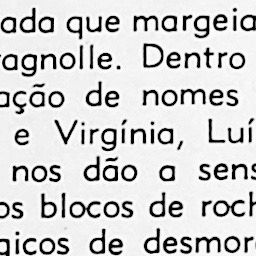 ada que margeia
agnolle. Dentro
ação de nomes
e Virgínia, Luí
nos dão a sens
os blocos de roch
gicos de desmor